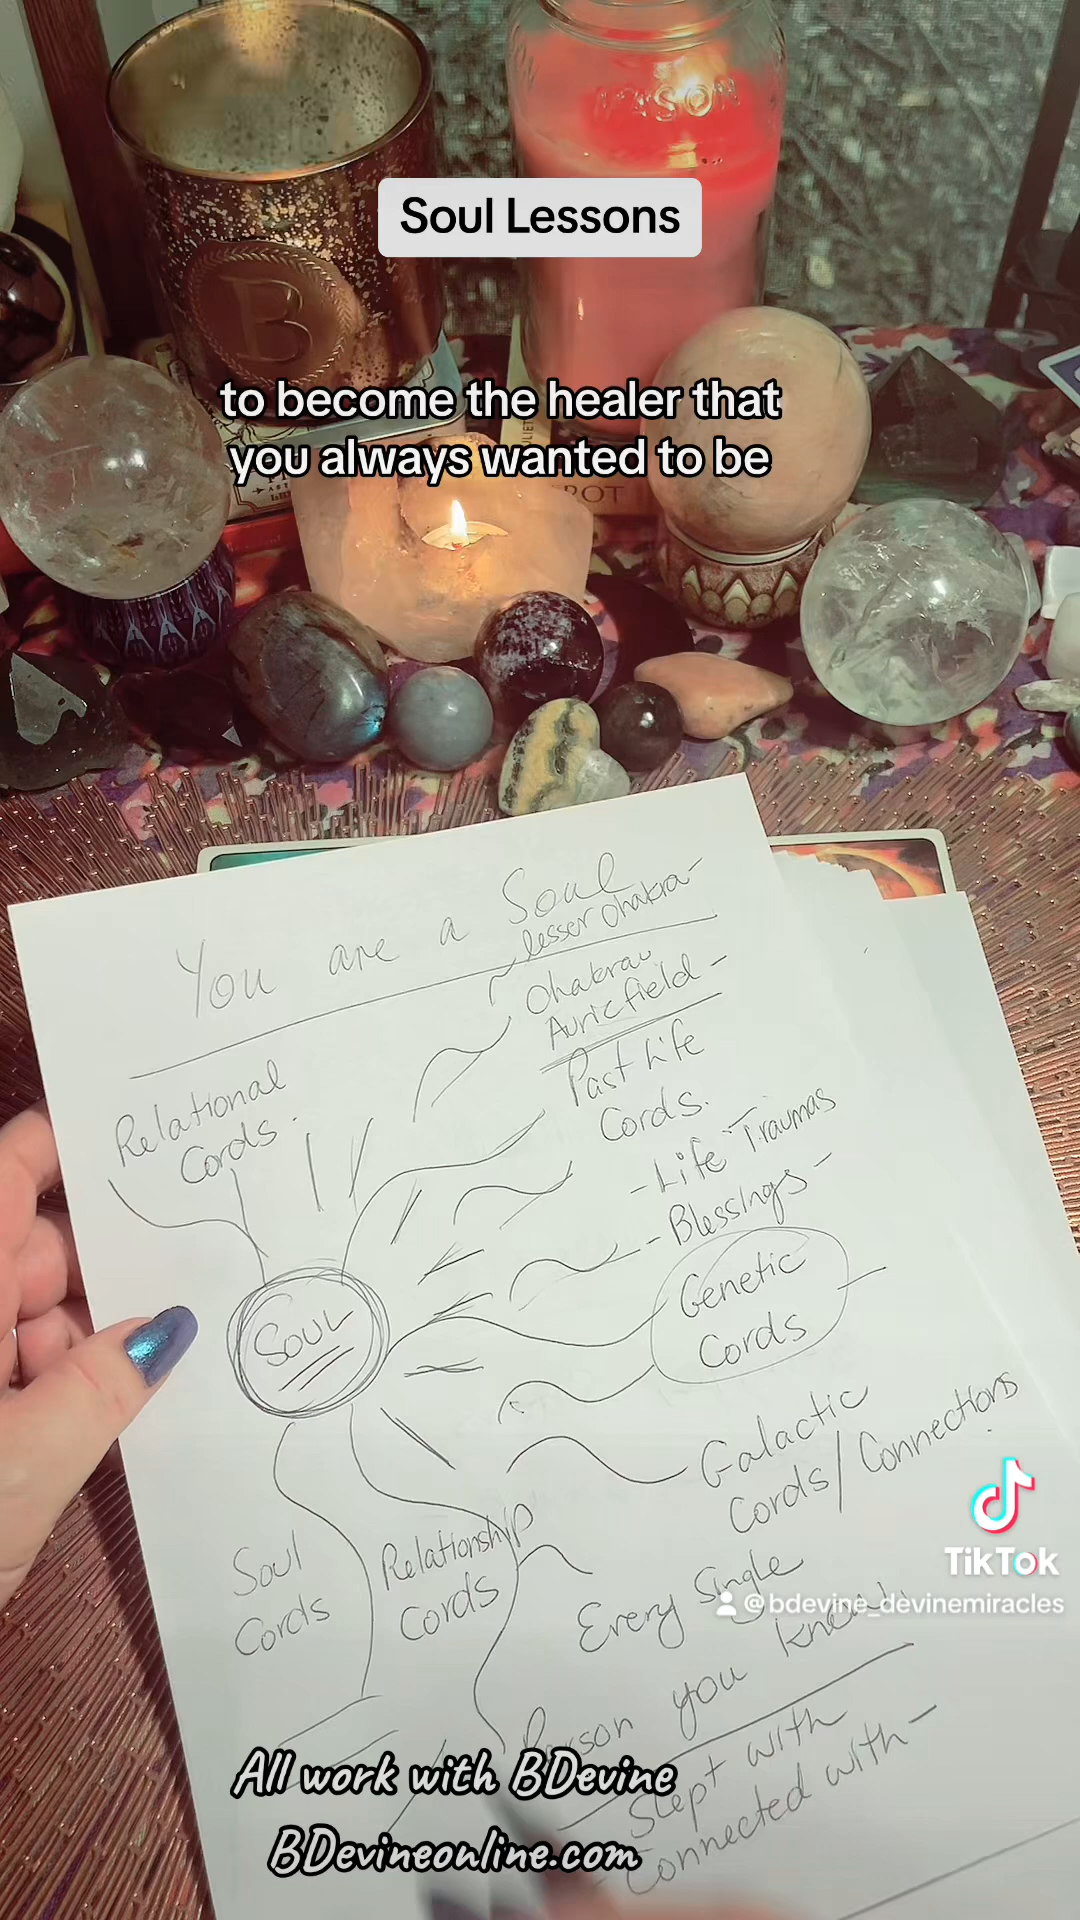 MASON
Soul Lessons
B
to become the healer that
you always wanted to be
You are a Soul
lesser chakra-
Chakras
Auric field -
Past Life
Cords.
Relational
Cords.
- Life Traumas
- Blessings -
Genetic
Cords
SOUL
Galactic
Cords/Connections
Soul
Cords
Relationship
Cords
TikTok
@bdevine_devinemiracles
Every Single
Person you know
Slept with
Connected with -
All work with BDevine
BDevineonline.com